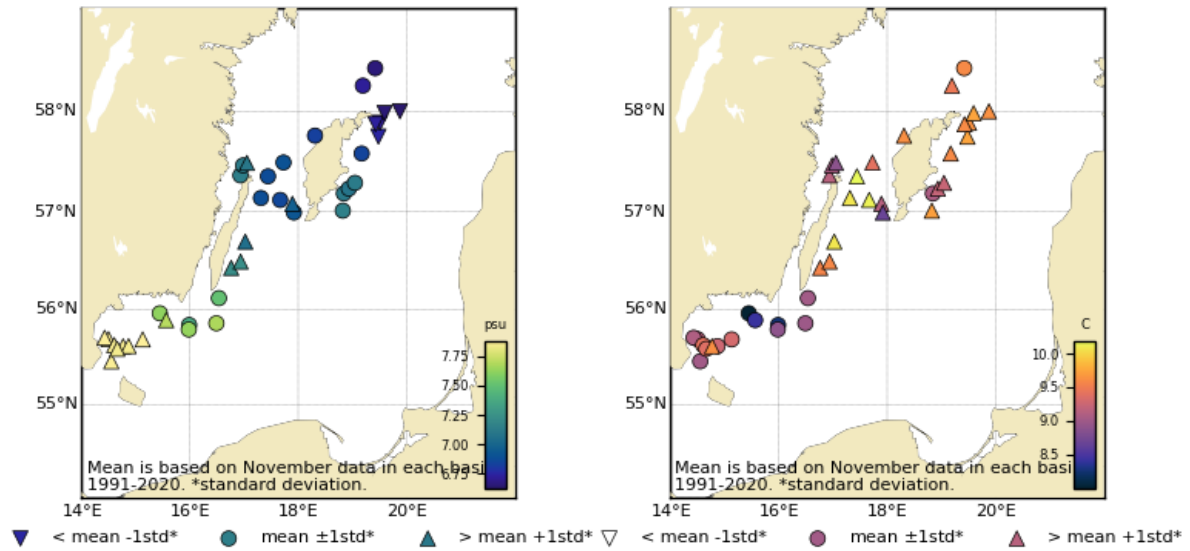 58°N
57°N
56°N
55°N
psu
7.75
7.50
7.25
7.00
6.75
Mean is based on November data in each basi
1991-2020. *standard deviation.
14°E 16°E 18°E 20°E
< mean -1std* mean ±1std* > mean +1std*
58°N
57°N
56°N
55°N
C
10.0
9.5
9.0
8.5
Mean is based on November data in each basi
1991-2020. *standard deviation.
14°E 16°E 18°E 20°E
< mean -1std* mean ±1std* > mean +1std*